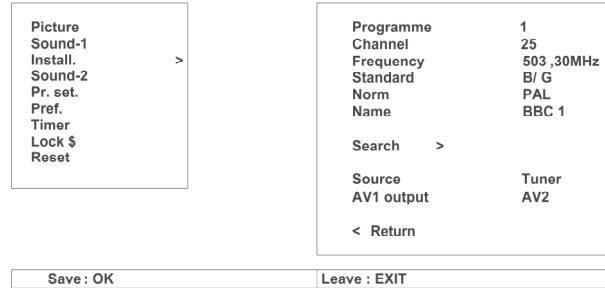 Picture
Sound-1
Install. >
Sound-2
Pr. set.
Pref.
Timer
Lock $
Reset
Programme 1
Channel 25
Frequency 503 ,30MHz
Standard B/ G
Norm PAL
Name BBC 1
Search >
Source Tuner
AV1 output AV2
< Return
Save : OK
Leave : EXIT